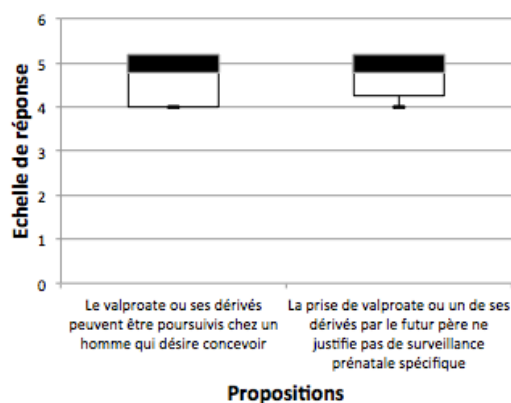 6
5
4
3
2
1
0
Echelle de réponse
Le valproate ou ses dérivés
peuvent être poursuivis chez un
homme qui désire concevoir
La prise de valproate ou un de ses
dérivés par le futur père ne
justifie pas de surveillance
prénatale spécifique
Propositions